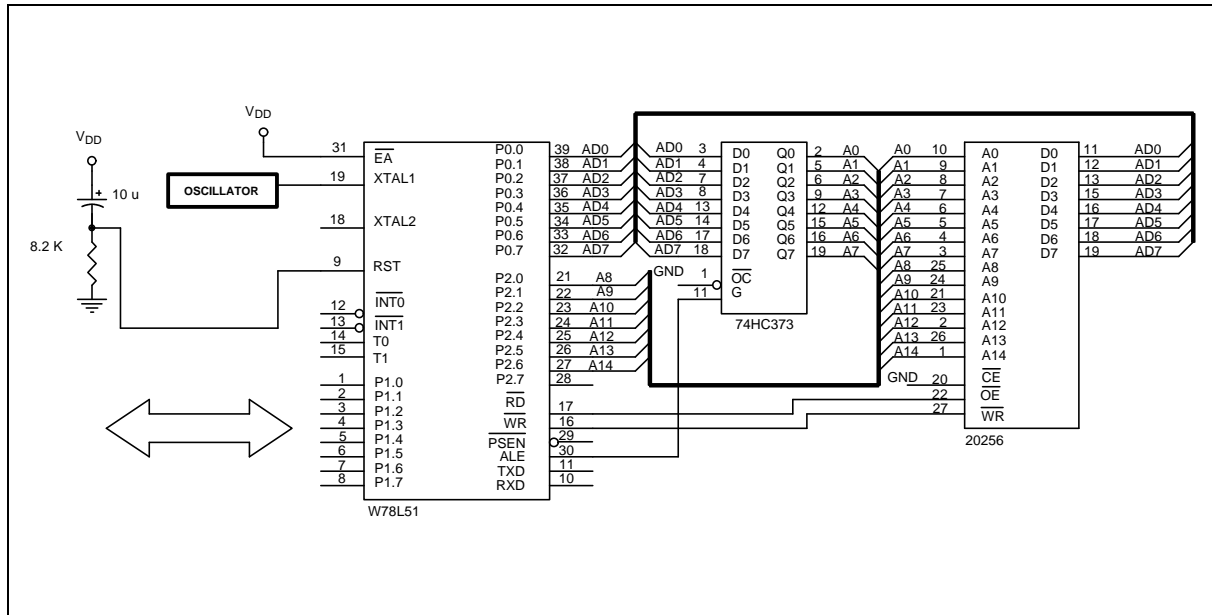 VDD
VDD
10 u
8.2 K
OSCILLATOR
31 EA
19 XTAL1
18 XTAL2
9 RST
12 INT0
13 INT1
14 T0
15 T1
1 P1.0
2 P1.1
3 P1.2
4 P1.3
5 P1.4
6 P1.5
7 P1.6
8 P1.7
P0.0 39 AD0
P0.1 38 AD1
P0.2 37 AD2
P0.3 36 AD3
P0.4 35 AD4
P0.5 34 AD5
P0.6 33 AD6
P0.7 32 AD7
P2.0 21 A8
P2.1 22 A9
P2.2 23 A10
P2.3 24 A11
P2.4 25 A12
P2.5 26 A13
P2.6 27 A14
P2.7 28
RD 17
WR 16
PSEN 29
ALE 30
TXD 11
RXD 10
W78L51
AD0 3 D0 Q0 2 A0
AD1 4 D1 Q1 5 A1
AD2 7 D2 Q2 6 A2
AD3 8 D3 Q3 9 A3
AD4 13 D4 Q4 12 A4
AD5 14 D5 Q5 15 A5
AD6 17 D6 Q6 16 A6
AD7 18 D7 Q7 19 A7
GND 1 OC
11 G
74HC373
A0 10 A0 D0 11 AD0
A1 9 A1 D1 12 AD1
A2 8 A2 D2 13 AD2
A3 7 A3 D3 15 AD3
A4 6 A4 D4 16 AD4
A5 5 A5 D5 17 AD5
A6 4 A6 D6 18 AD6
A7 3 A7 D7 19 AD7
A8 25 A8
A9 24 A9
A10 21 A10
A11 23 A11
A12 2 A12
A13 26 A13
A14 1 A14
GND 20 CE
22 OE
27 WR
20256